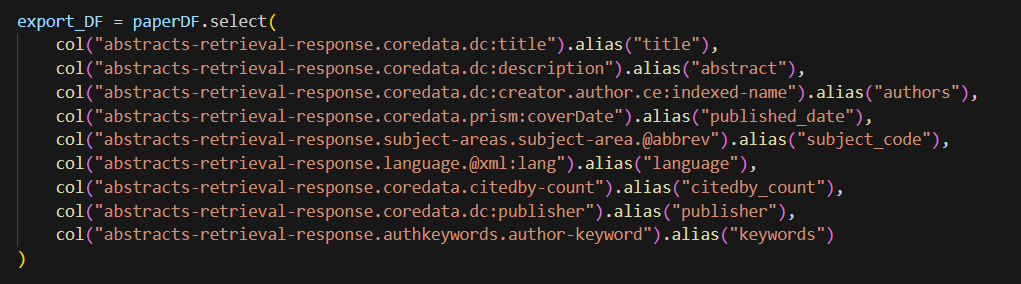 export_DF = paperDF.select(
    col("abstracts-retrieval-response.coredata.dc:title").alias("title"),
    col("abstracts-retrieval-response.coredata.dc:description").alias("abstract"),
    col("abstracts-retrieval-response.coredata.dc:creator.author.ce:indexed-name").alias("authors"),
    col("abstracts-retrieval-response.coredata.prism:coverDate").alias("published_date"),
    col("abstracts-retrieval-response.subject-areas.subject-area.@abbrev").alias("subject_code"),
    col("abstracts-retrieval-response.language.@xml:lang").alias("language"),
    col("abstracts-retrieval-response.coredata.citedby-count").alias("citedby_count"),
    col("abstracts-retrieval-response.coredata.dc:publisher").alias("publisher"),
    col("abstracts-retrieval-response.authkeywords.author-keyword").alias("keywords")
)